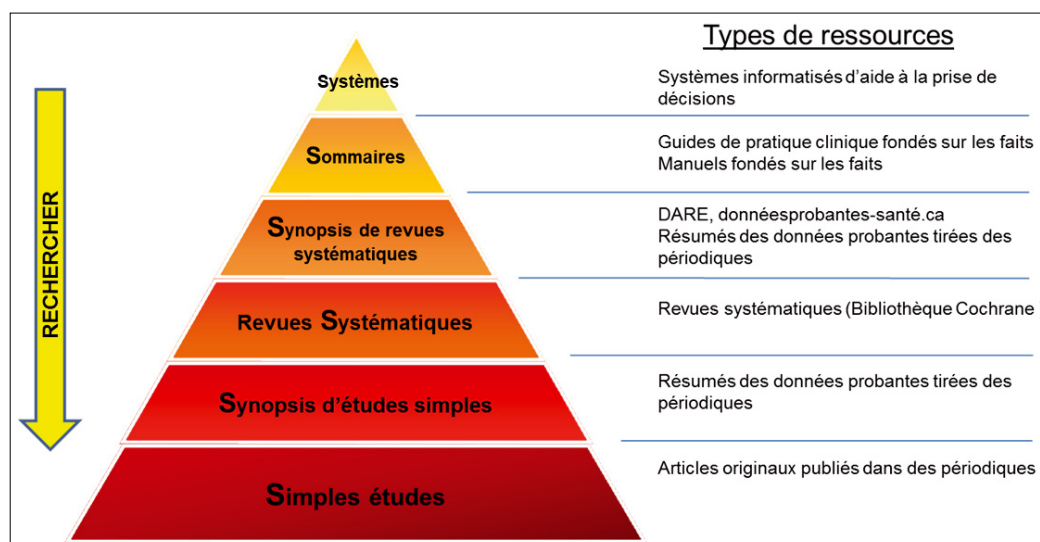 Types de ressources
Systèmes
Systèmes informatisés d'aide à la prise de
décisions
Sommaires
Guides de pratique clinique fondés sur les faits
Manuels fondés sur les faits
Synopsis de revues
systématiques
DARE, donnéesprobantes-santé.ca
Résumés des données probantes tirées des
périodiques
Revues Systématiques
Revues systématiques (Bibliothèque Cochrane
Synopsis d'études simples
Résumés des données probantes tirées des
périodiques
Simples études
Articles originaux publiés dans des périodiques
RECHERCHER